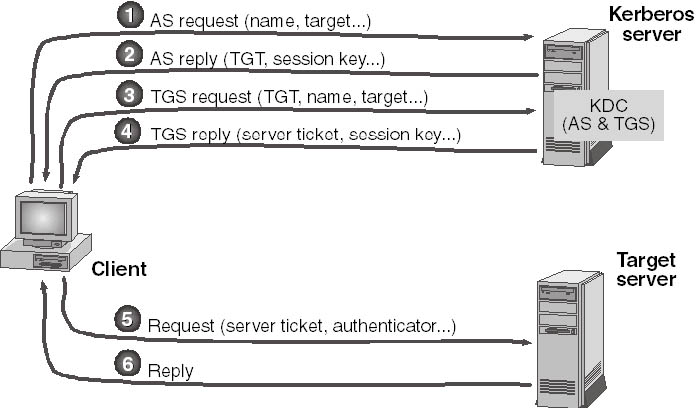 1 AS request (name, target...)
Kerberos
server
2 AS reply (TGT, session key...)
3 TGS request (TGT, name, target...)
KDC
(AS & TGS)
4 TGS reply (server ticket, session key...)
Client
Target
server
5 Request (server ticket, authenticator...)
6 Reply